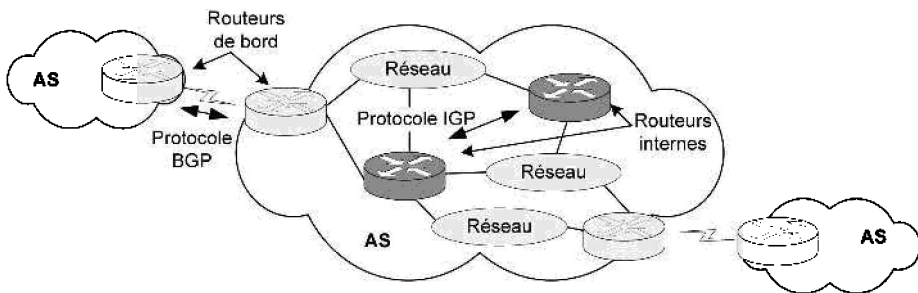 Routeurs
de bord
AS
Réseau
Protocole IGP
Protocole
BGP
Routeurs
internes
Réseau
Réseau
AS
AS